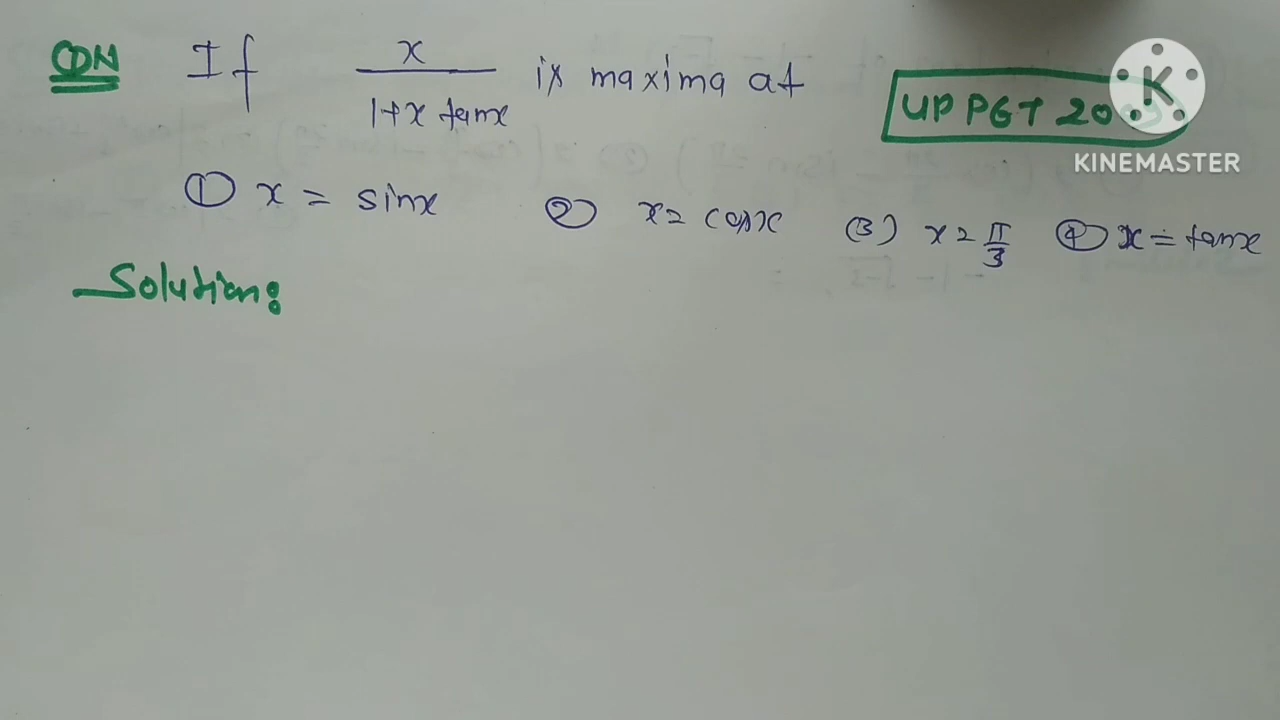 QN If x/(1+x tanx) is maxima at
UP PGT 20
KINEMASTER
① x = sinx ② x = cosx (3) x = π/3 ④ x = tanx
Solution: